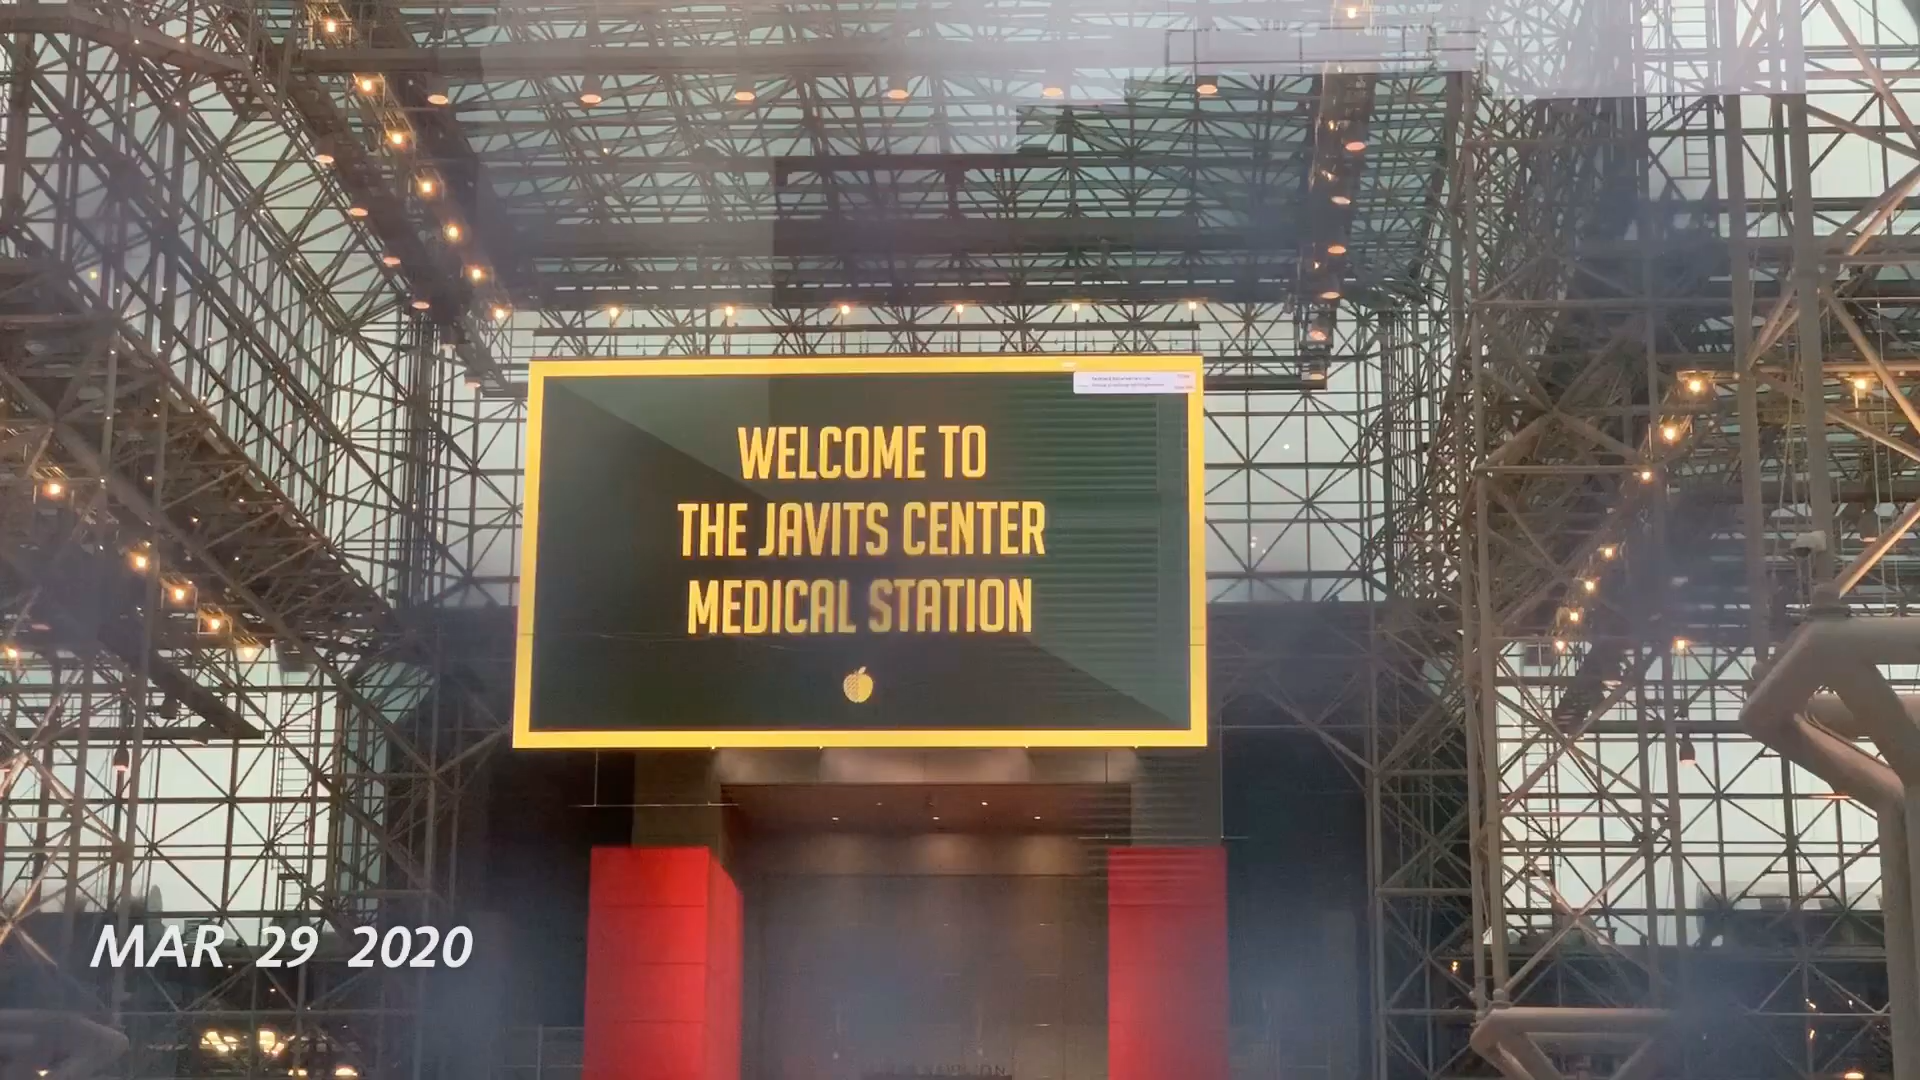 WELCOME TO
THE JAVITS CENTER
MEDICAL STATION
MAR. 29 2020